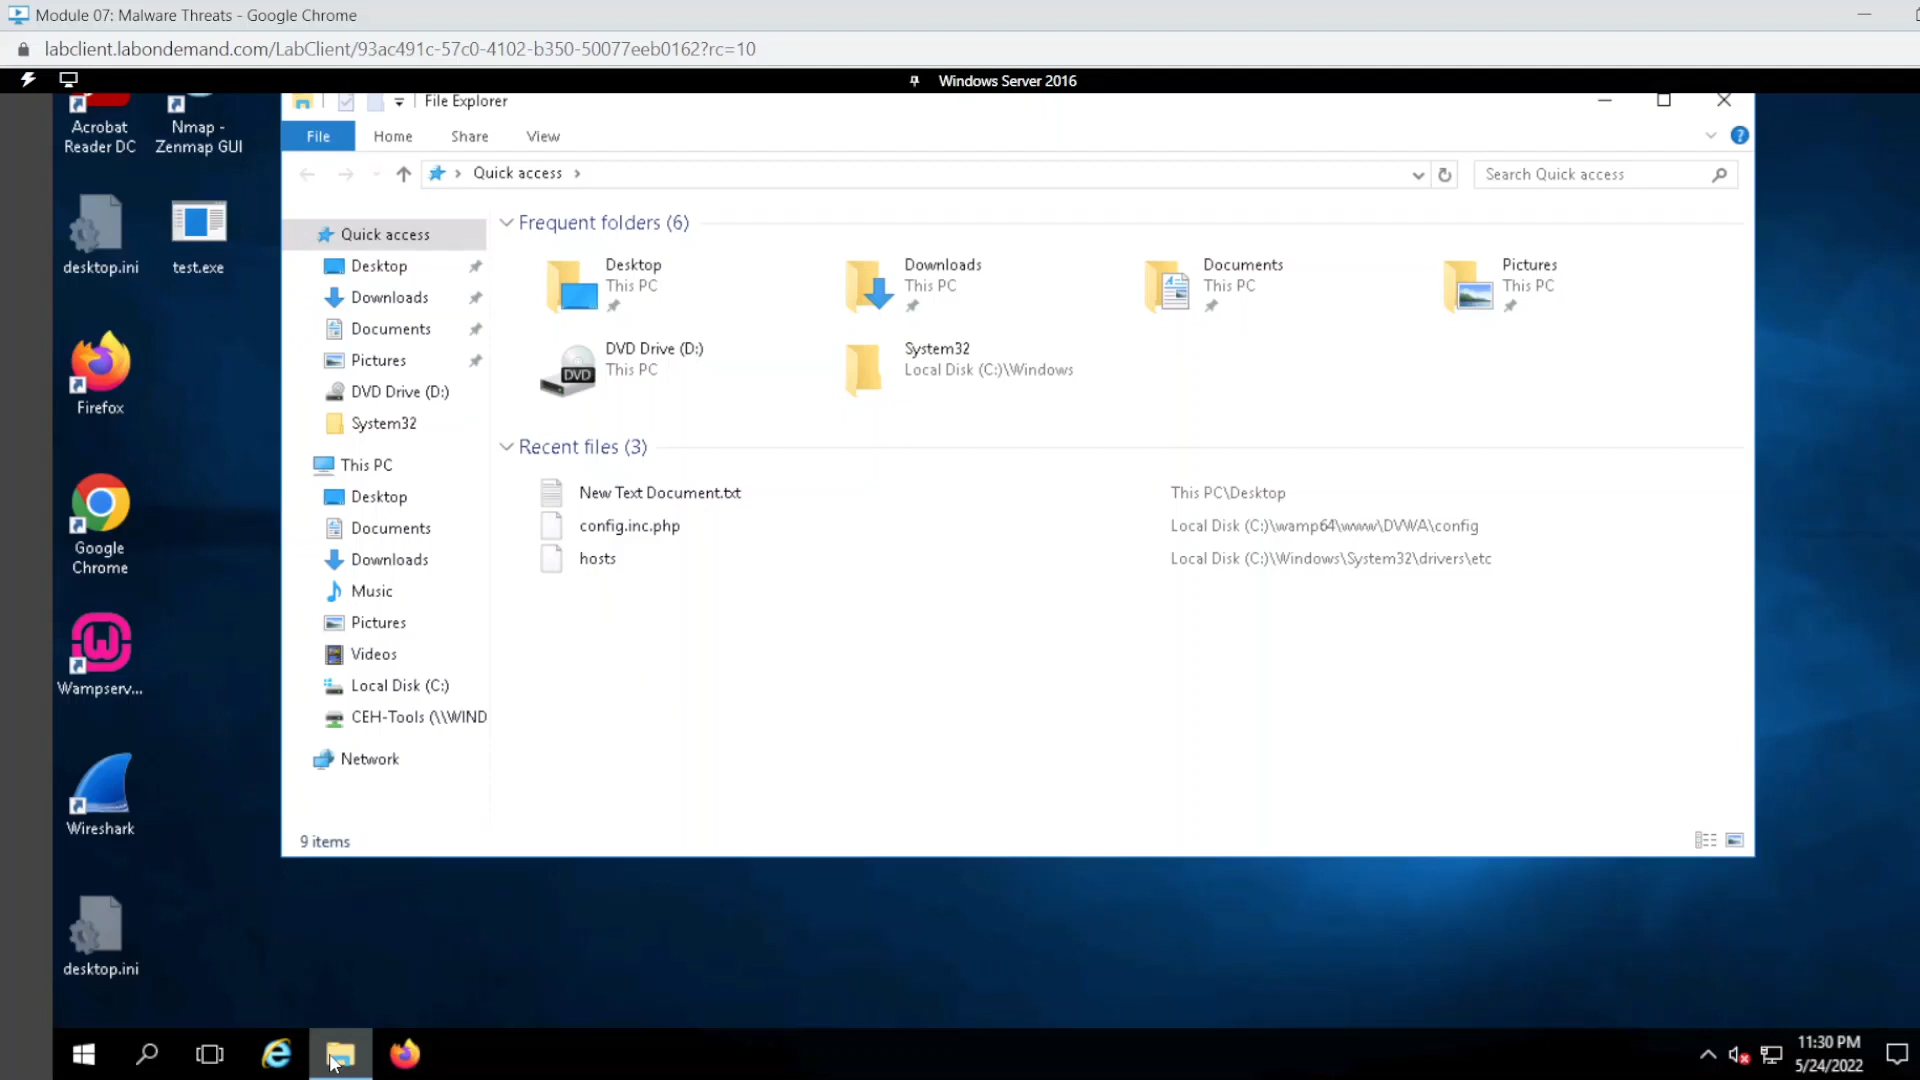 Module 07: Malware Threats - Google Chrome
labclient.labondemand.com/LabClient/93ac491c-57c0-4102-b350-50077eeb0162?rc=10
Windows Server 2016
File Explorer
File Home Share View
Quick access
Search Quick access
Acrobat
Reader DC
Nmap -
Zenmap GUI
desktop.ini
test.exe
Firefox
Google
Chrome
Wampserv...
Wireshark
desktop.ini
Quick access
Desktop
Downloads
Documents
Pictures
DVD Drive (D:)
System32
This PC
Desktop
Documents
Downloads
Music
Pictures
Videos
Local Disk (C:)
CEH-Tools (\\WIND
Network
Frequent folders (6)
Desktop
This PC
Downloads
This PC
Documents
This PC
Pictures
This PC
DVD
DVD Drive (D:)
This PC
System32
Local Disk (C:)\Windows
Recent files (3)
New Text Document.txt This PC\Desktop
config.inc.php Local Disk (C:)\wamp64\www\DVWA\config
hosts Local Disk (C:)\Windows\System32\drivers\etc
9 items
11:30 PM
5/24/2022